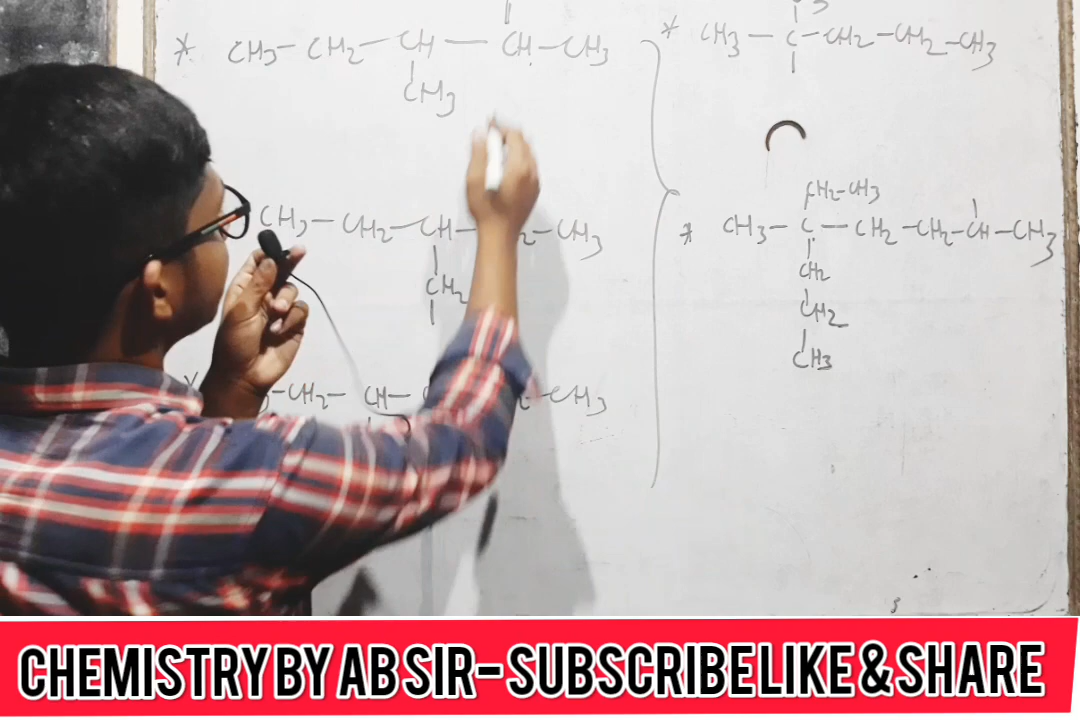 * CH3- CH2- CH - CH-CH3
CH3
CH3-CH2-CH- -CH3
CH2
-CH2-CH- -CH3
* CH3-C-CH2-CH2-CH3
CH2-CH3
* CH3-C-CH2-CH2-CH-CH3
CH2
CH2
CH3
CHEMISTRY BY AB SIR- SUBSCRIBE LIKE & SHARE